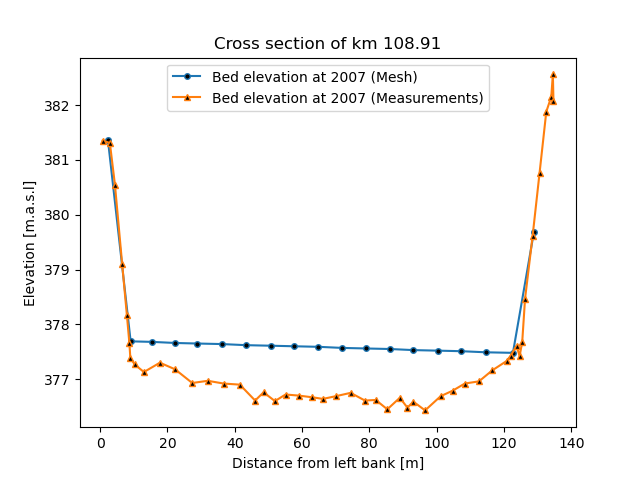 Cross section of km 108.91
Bed elevation at 2007 (Mesh)
Bed elevation at 2007 (Measurements)
Elevation [m.a.s.l]
382
381
380
379
378
377
0 20 40 60 80 100 120 140
Distance from left bank [m]